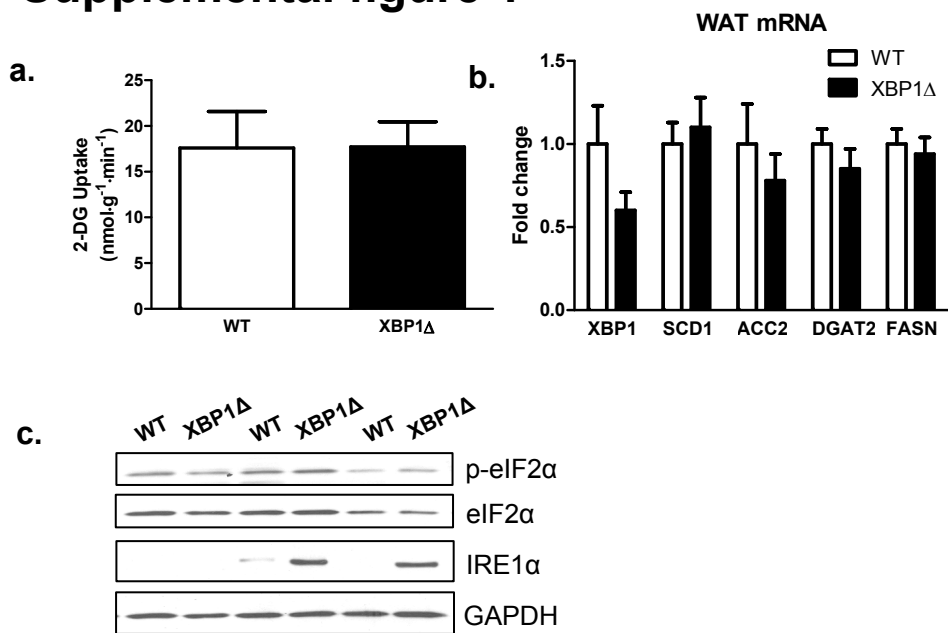 Supplemental figure 4
a.
25
20
15
10
5
0
2-DG Uptake
(nmol·g⁻¹·min⁻¹)
WT
XBP1Δ
b.
WAT mRNA
WT
XBP1Δ
1.5
1.0
0.5
0.0
Fold change
XBP1 SCD1 ACC2 DGAT2 FASN
c.
WT XBP1Δ WT XBP1Δ WT XBP1Δ
p-eIF2α
eIF2α
IRE1α
GAPDH